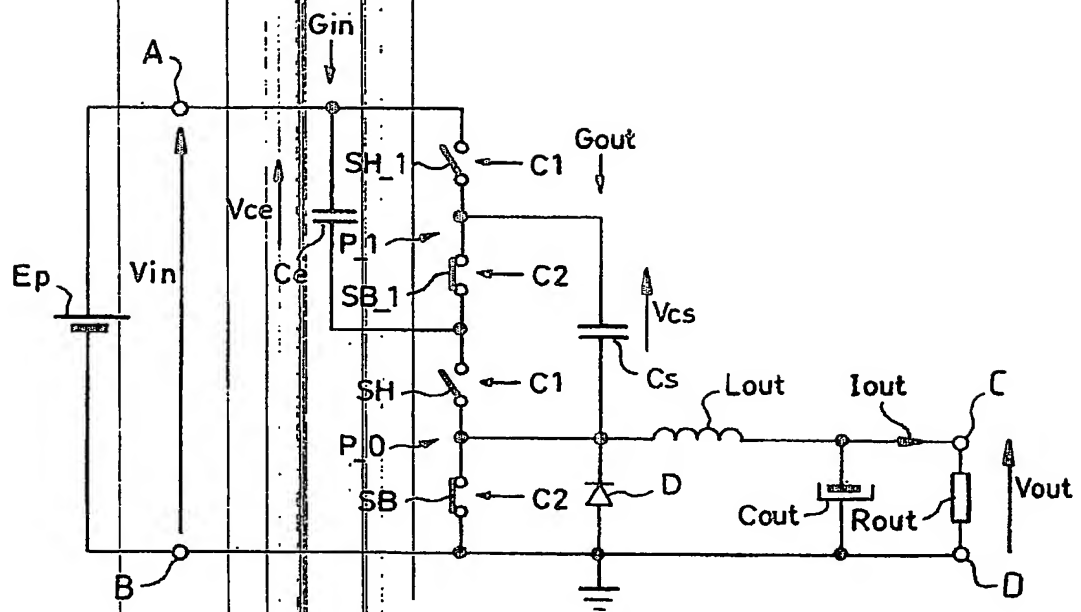 Gin
A
Gout
SH_1
C1
Vce
P_1
Ep
Vin
Ce
SB_1
C2
Vcs
Cs
SH
C1
Lout
Iout
C
P_0
SB
C2
D
Cout
Rout
Vout
B
D